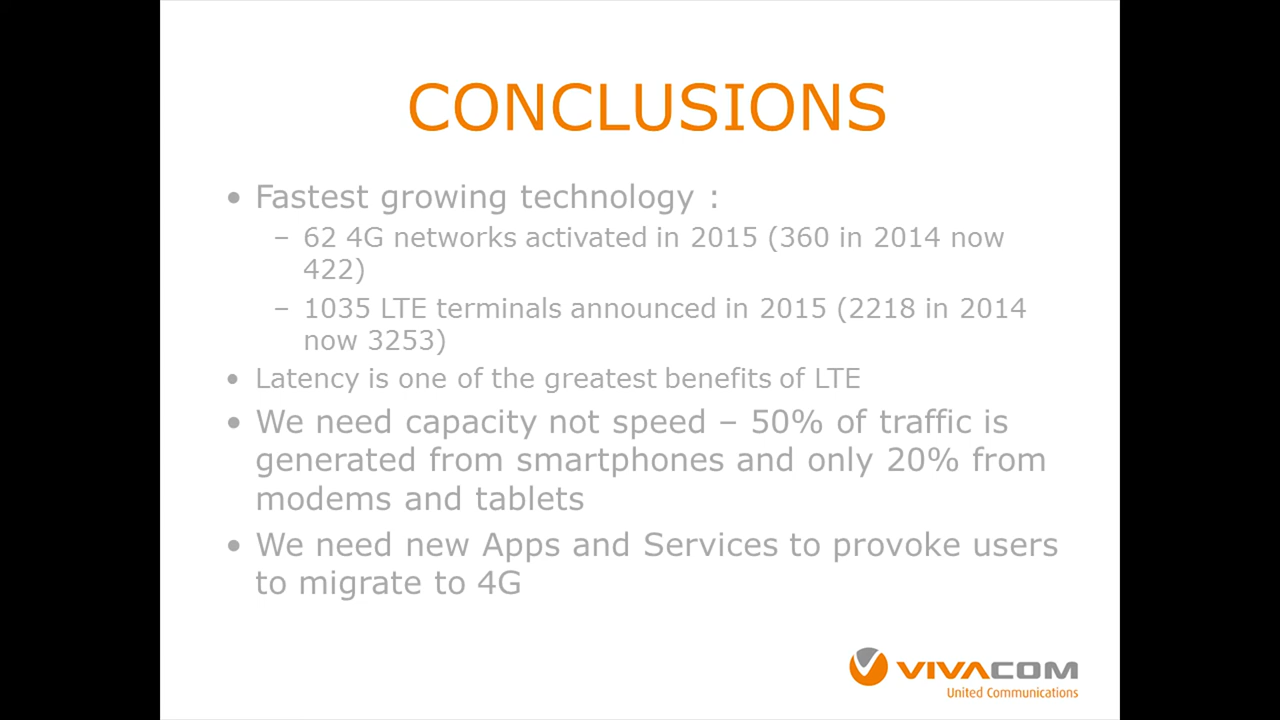 CONCLUSIONS
• Fastest growing technology :
– 62 4G networks activated in 2015 (360 in 2014 now
422)
– 1035 LTE terminals announced in 2015 (2218 in 2014
now 3253)
• Latency is one of the greatest benefits of LTE
• We need capacity not speed – 50% of traffic is
generated from smartphones and only 20% from
modems and tablets
• We need new Apps and Services to provoke users
to migrate to 4G
VIVACOM
United Communications